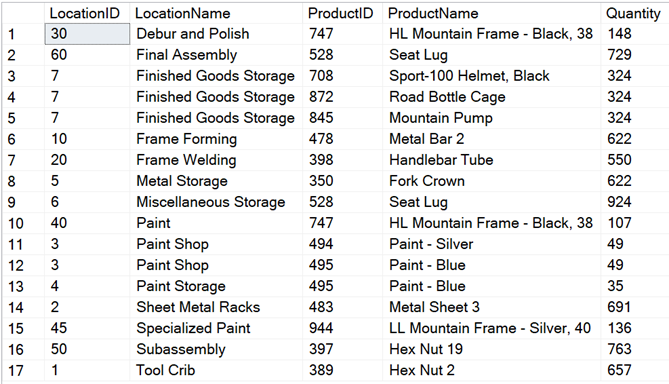 LocationID LocationName ProductID ProductName Quantity
1 30 Debur and Polish 747 HL Mountain Frame - Black, 38 148
2 60 Final Assembly 528 Seat Lug 729
3 7 Finished Goods Storage 708 Sport-100 Helmet, Black 324
4 7 Finished Goods Storage 872 Road Bottle Cage 324
5 7 Finished Goods Storage 845 Mountain Pump 324
6 10 Frame Forming 478 Metal Bar 2 622
7 20 Frame Welding 398 Handlebar Tube 550
8 5 Metal Storage 350 Fork Crown 622
9 6 Miscellaneous Storage 528 Seat Lug 924
10 40 Paint 747 HL Mountain Frame - Black, 38 107
11 3 Paint Shop 494 Paint - Silver 49
12 3 Paint Shop 495 Paint - Blue 49
13 4 Paint Storage 495 Paint - Blue 35
14 2 Sheet Metal Racks 483 Metal Sheet 3 691
15 45 Specialized Paint 944 LL Mountain Frame - Silver, 40 136
16 50 Subassembly 397 Hex Nut 19 763
17 1 Tool Crib 389 Hex Nut 2 657